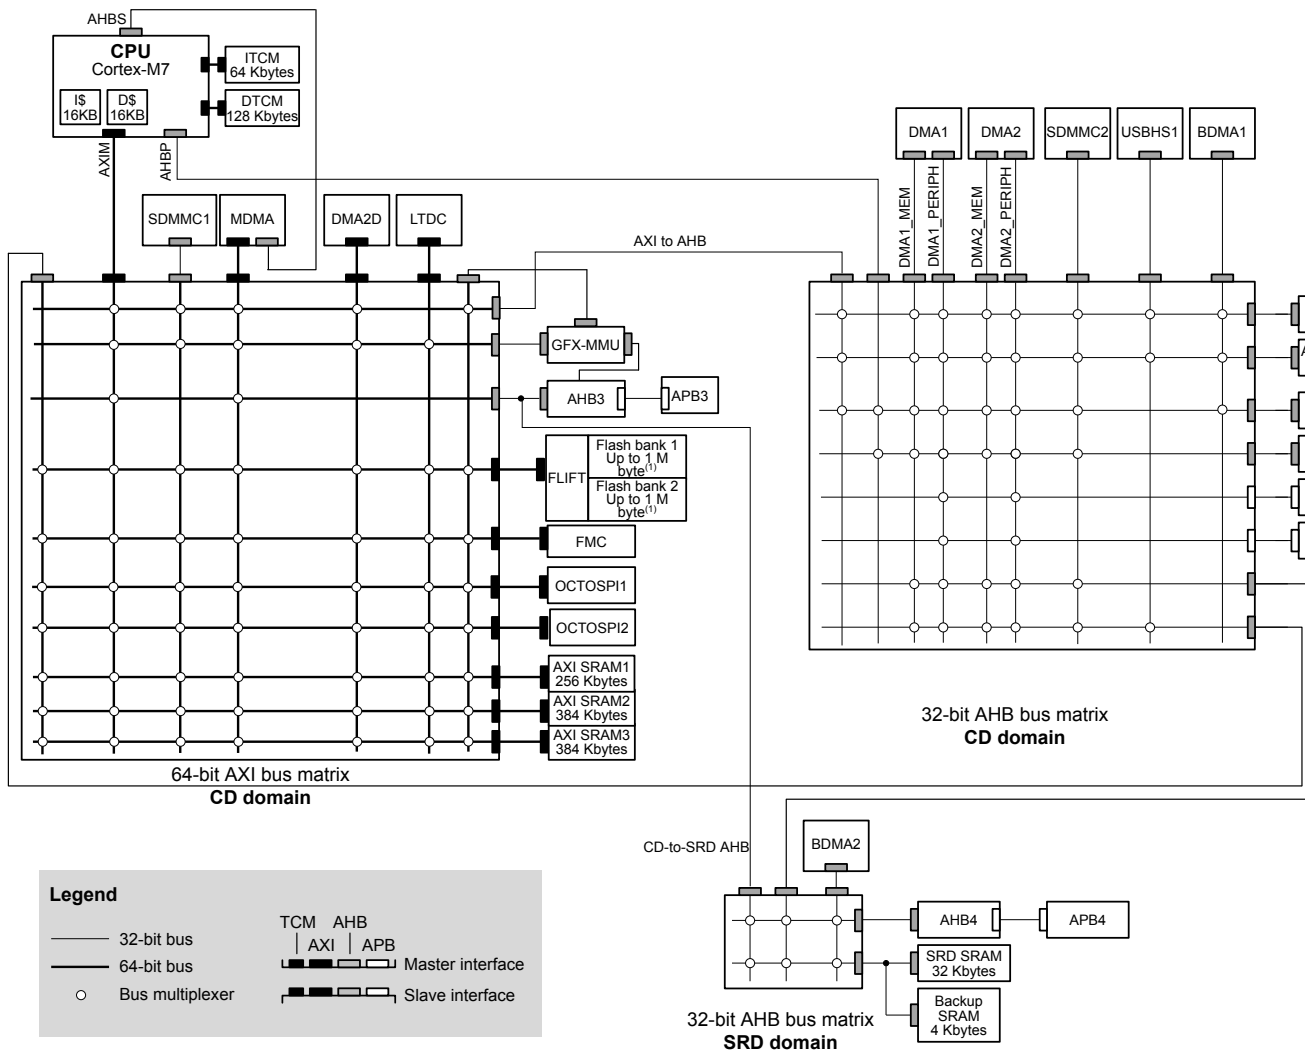 AHBS
CPU
Cortex-M7
I$
16KB
D$
16KB
ITCM
64 Kbytes
DTCM
128 Kbytes
AXIM
AHBP
SDMMC1
MDMA
DMA2D
LTDC
AXI to AHB
DMA1
DMA2
SDMMC2
USBHS1
BDMA1
DMA1_MEM
DMA1_PERIPH
DMA2_MEM
DMA2_PERIPH
GFX-MMU
AHB3
APB3
A
FLIFT
Flash bank 1
Up to 1 M
byte(1)
Flash bank 2
Up to 1 M
byte(1)
FMC
OCTOSPI1
OCTOSPI2
AXI SRAM1
256 Kbytes
AXI SRAM2
384 Kbytes
AXI SRAM3
384 Kbytes
64-bit AXI bus matrix
CD domain
32-bit AHB bus matrix
CD domain
CD-to-SRD AHB
BDMA2
AHB4
APB4
SRD SRAM
32 Kbytes
Backup
SRAM
4 Kbytes
32-bit AHB bus matrix
SRD domain
Legend
32-bit bus
64-bit bus
Bus multiplexer
TCM
AHB
AXI
APB
Master interface
Slave interface